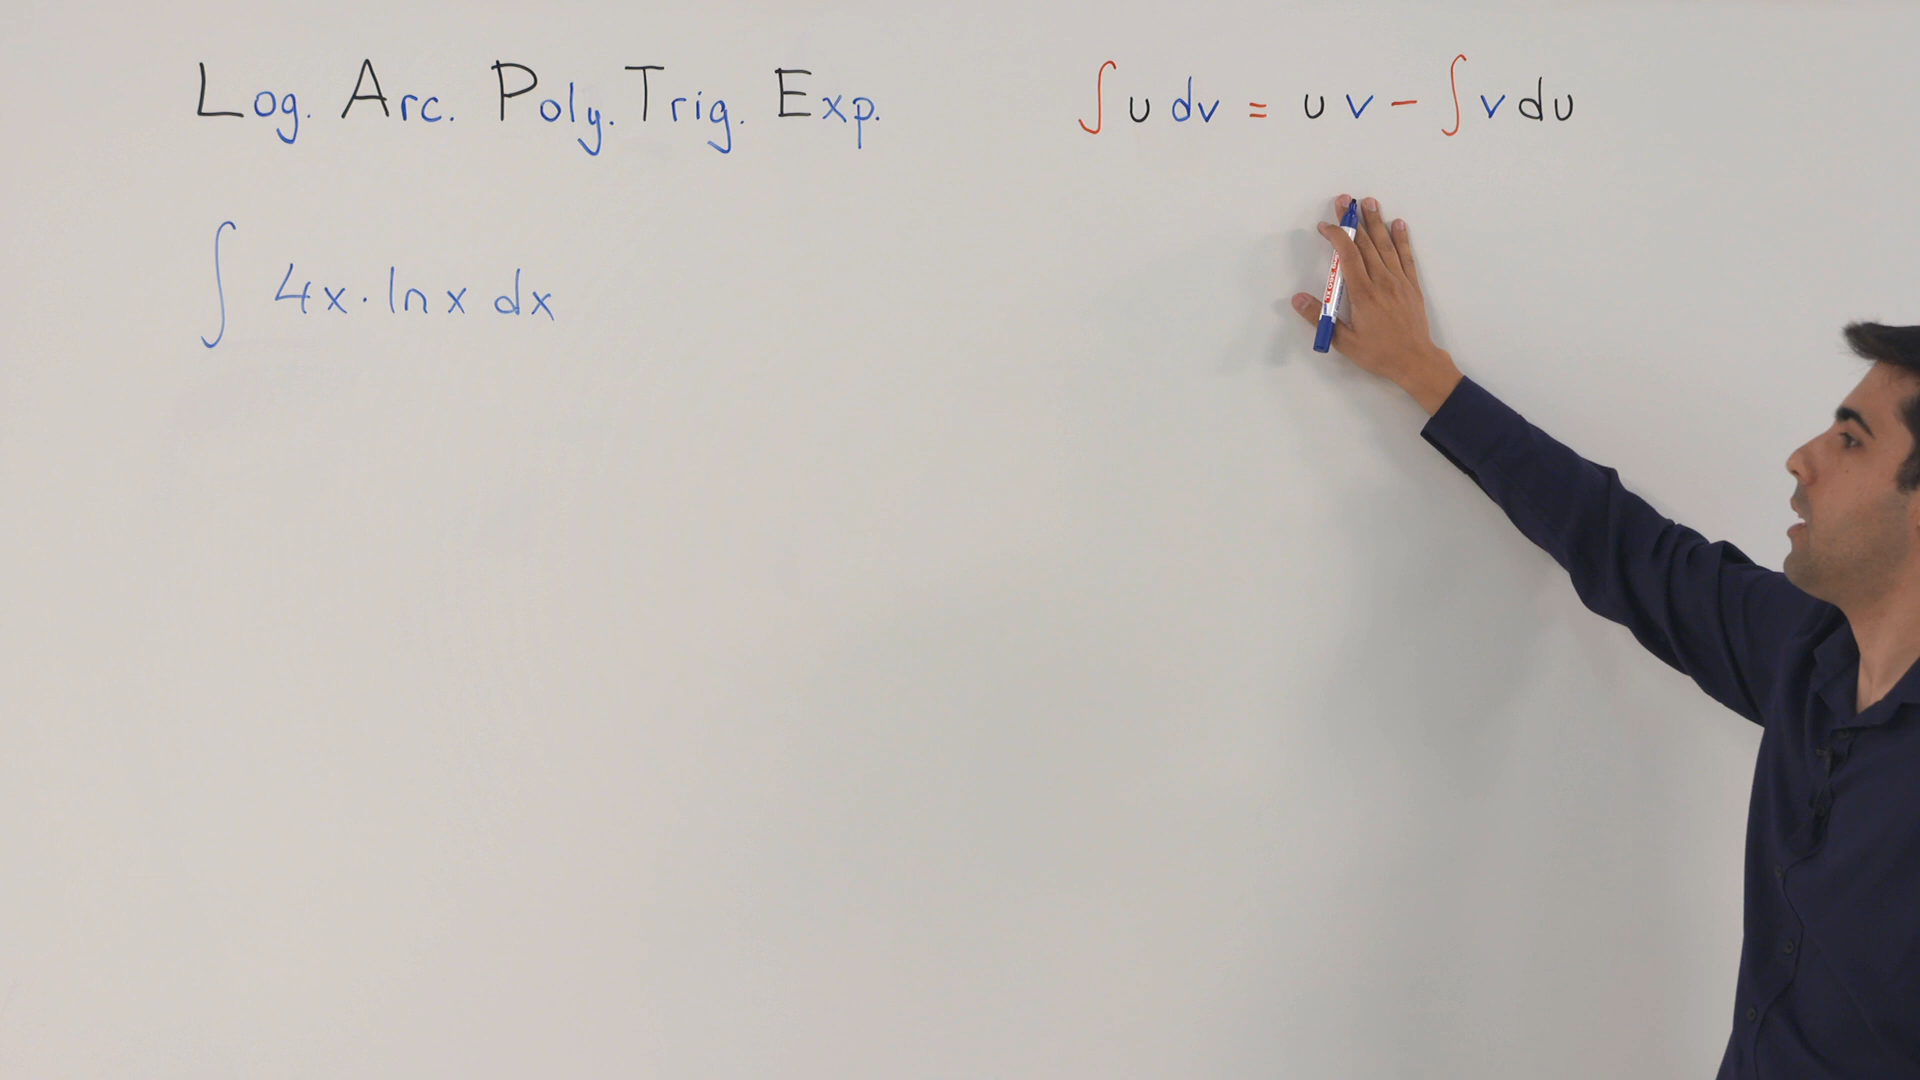 Log. Arc. Poly. Trig. Exp.
∫ u dv = u v - ∫ v du
∫ 4x · ln x dx